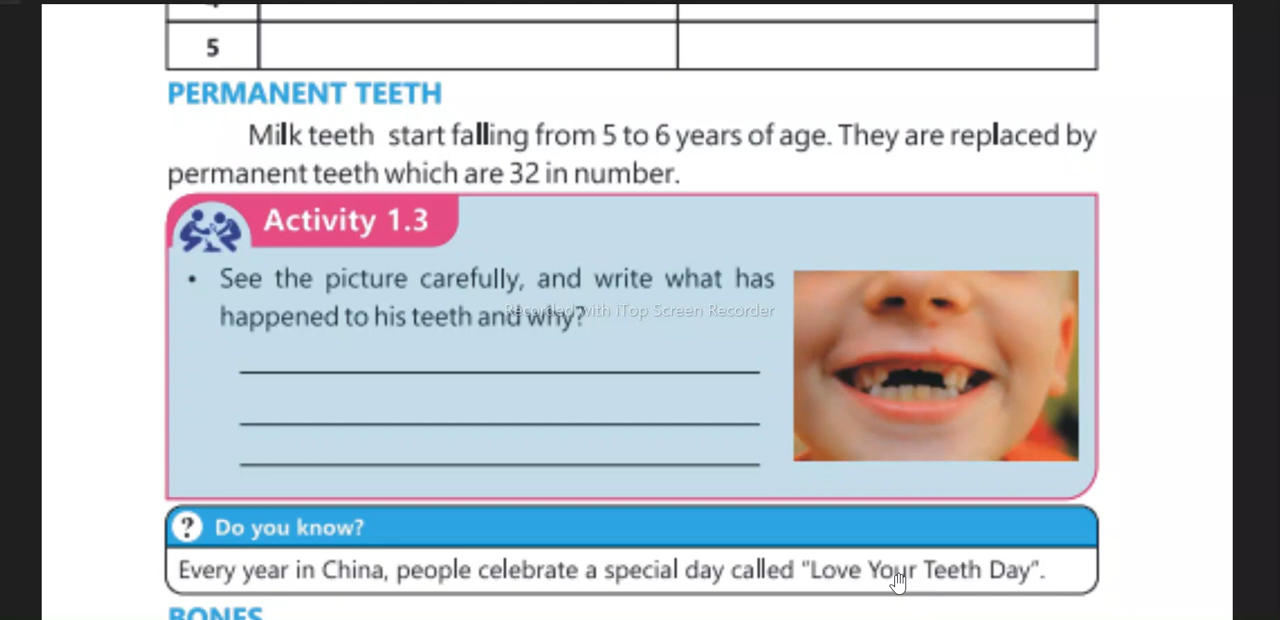 5
PERMANENT TEETH
Milk teeth start falling from 5 to 6 years of age. They are replaced by
permanent teeth which are 32 in number.
Activity 1.3
• See the picture carefully, and write what has
happened to his teeth and why?
Recorded with iTop Screen Recorder
? Do you know?
Every year in China, people celebrate a special day called "Love Your Teeth Day".
BONES